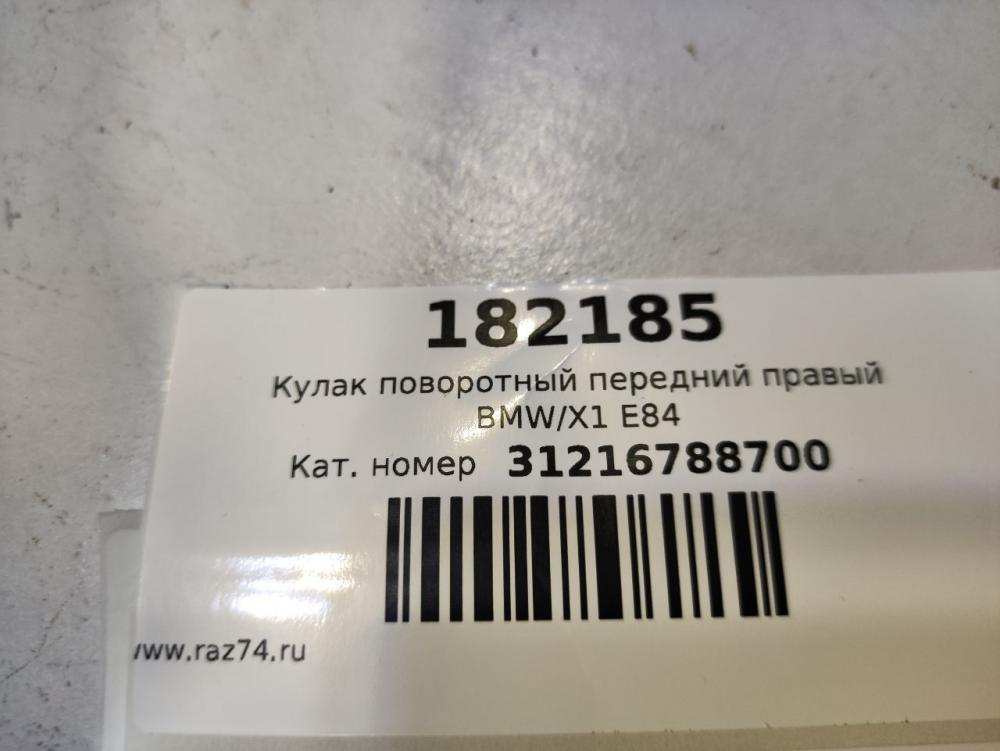 182185
Кулак поворотный передний правый
BMW/X1 E84
Кат. номер 31216788700
www.raz74.ru